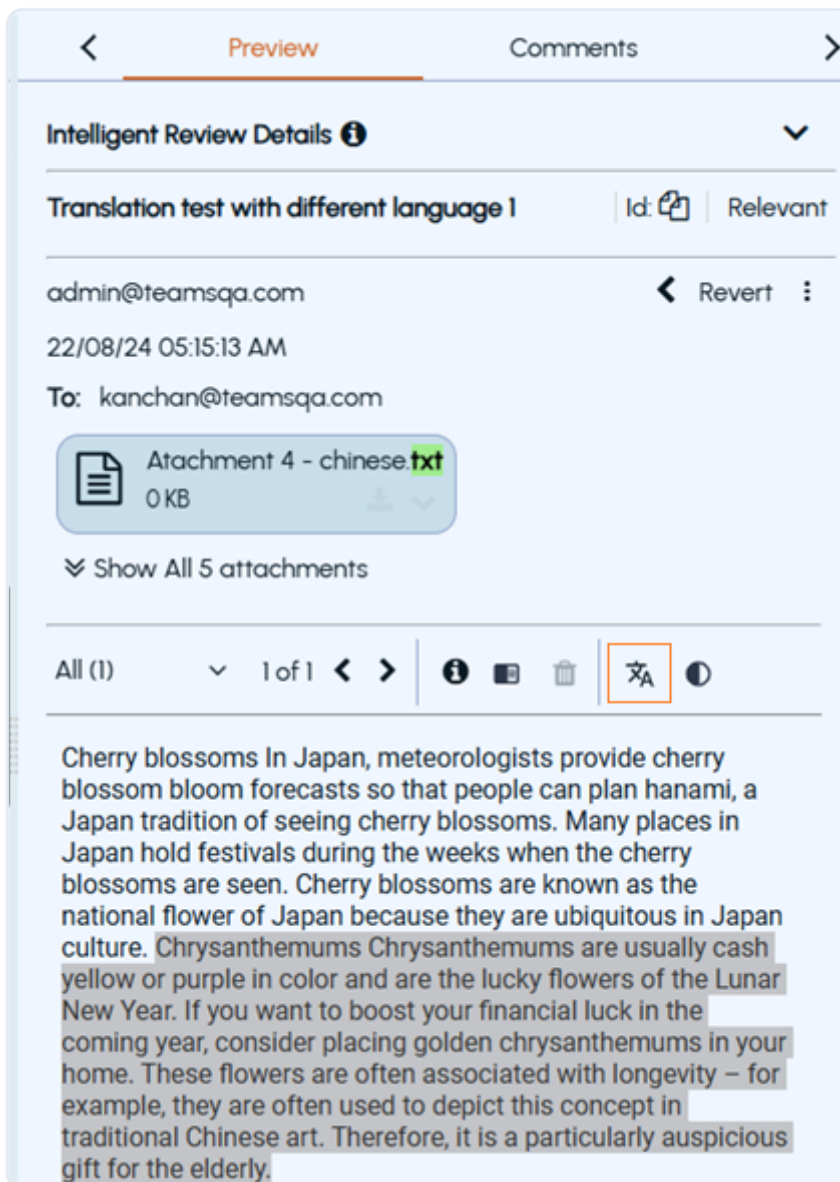 Preview Comments
Intelligent Review Details
Translation test with different language 1 Id: Relevant
admin@teamsqa.com Revert
22/08/24 05:15:13 AM
To: kanchan@teamsqa.com
Atachment 4 - chinese.txt
0 KB
Show All 5 attachments
All (1) 1 of 1
Cherry blossoms In Japan, meteorologists provide cherry
blossom bloom forecasts so that people can plan hanami, a
Japan tradition of seeing cherry blossoms. Many places in
Japan hold festivals during the weeks when the cherry
blossoms are seen. Cherry blossoms are known as the
national flower of Japan because they are ubiquitous in Japan
culture. Chrysanthemums Chrysanthemums are usually cash
yellow or purple in color and are the lucky flowers of the Lunar
New Year. If you want to boost your financial luck in the
coming year, consider placing golden chrysanthemums in your
home. These flowers are often associated with longevity – for
example, they are often used to depict this concept in
traditional Chinese art. Therefore, it is a particularly auspicious
gift for the elderly.